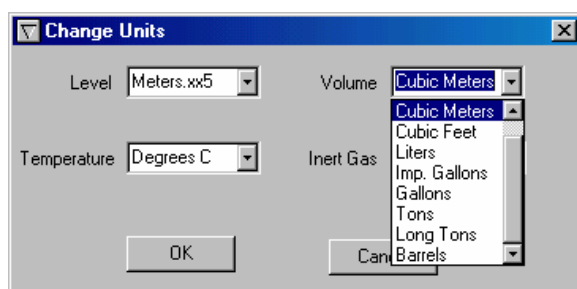 Change Units
Level Meters.xx5 Volume Cubic Meters
Cubic Meters
Cubic Feet
Liters
Temperature Degrees C Inert Gas Imp. Gallons
Gallons
Tons
Long Tons
OK Can Barrels